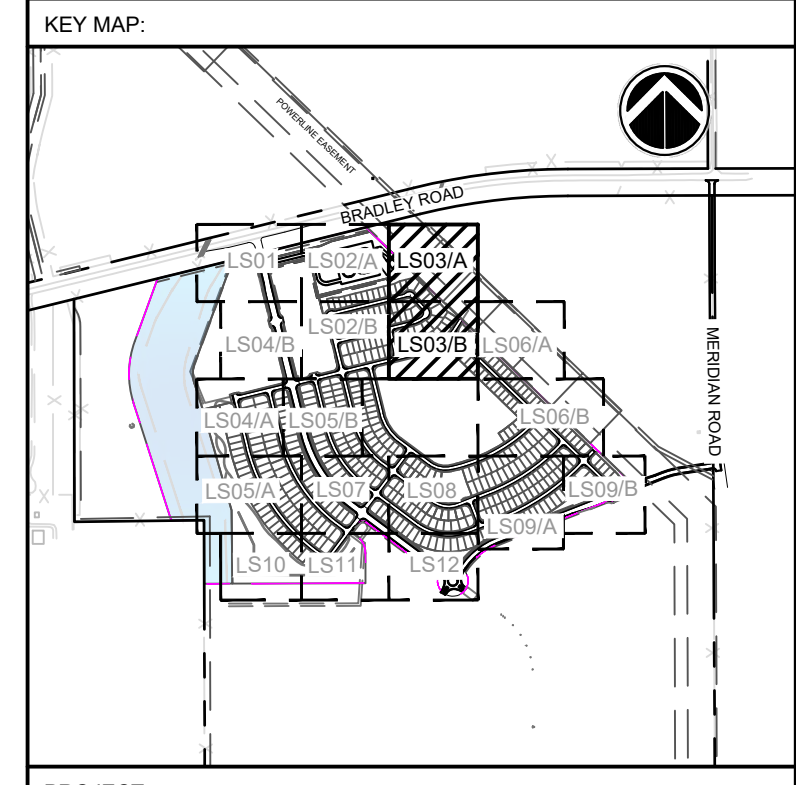 KEY MAP:
POWERLINE EASEMENT
BRADLEY ROAD
LS01
LS02/A
LS03/A
LS02/B
LS04/B
LS03/B
LS06/A
MERIDIAN ROAD
LS04/A
LS05/B
LS06/B
LS05/A
LS07
LS08
LS09/B
LS09/A
LS10
LS11
LS12